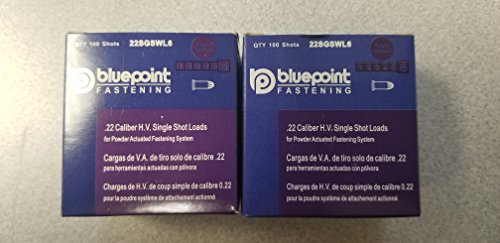 QTY 100 Shots 22SGSWL6
bluepoint
FASTENING
.22 Caliber H.V. Single Shot Loads
for Powder Actuated Fastening System
Cargas de V.A. de tiro solo de calibre .22
para herramientas actuadas con pólvora
Charges de H.V. de coup simple de calibre 0.22
pour la poudre système de attachement actionné
QTY 100 Shots 22SGSWL6
bluepoint
FASTENING
.22 Caliber H.V. Single Shot Loads
for Powder Actuated Fastening System
Cargas de V.A. de tiro solo de calibre .22
para herramientas actuadas con pólvora
Charges de H.V. de coup simple de calibre 0.22
pour la poudre système de attachement actionné